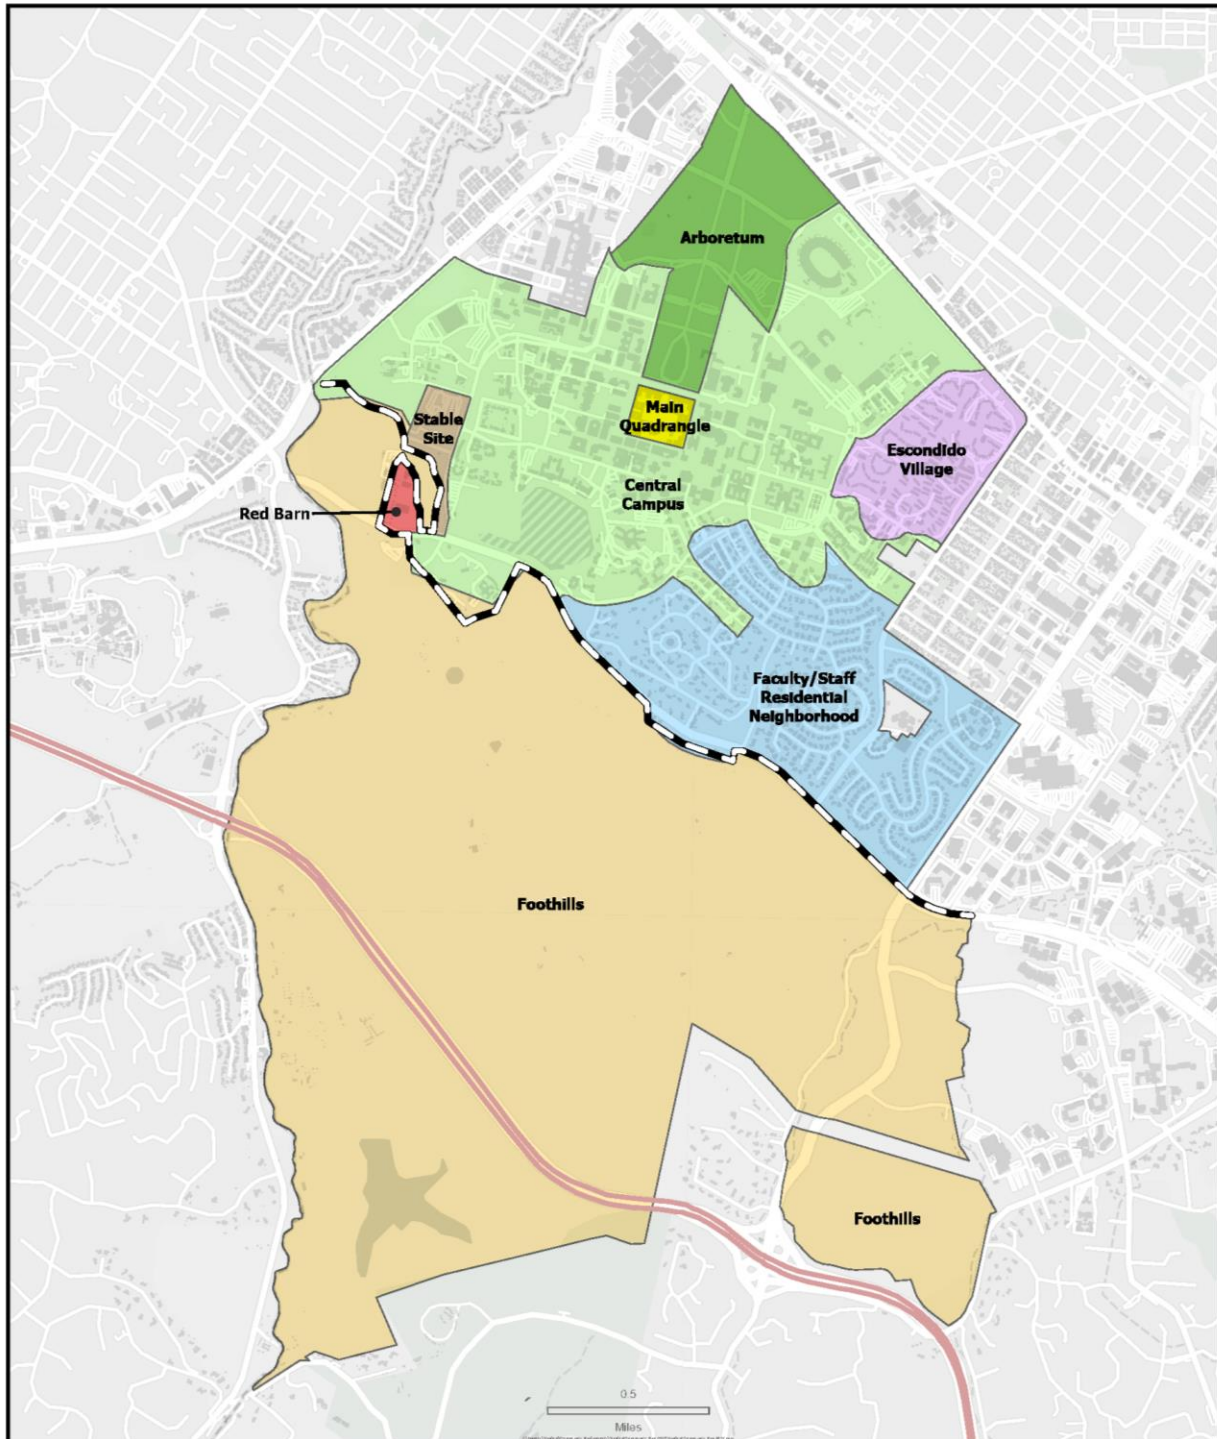 Arboretum
Main
Quadrangle
Stable
Site
Escondido
Village
Central
Campus
Red Barn
Faculty/Staff
Residential
Neighborhood
Foothills
Foothills
0.5
Miles